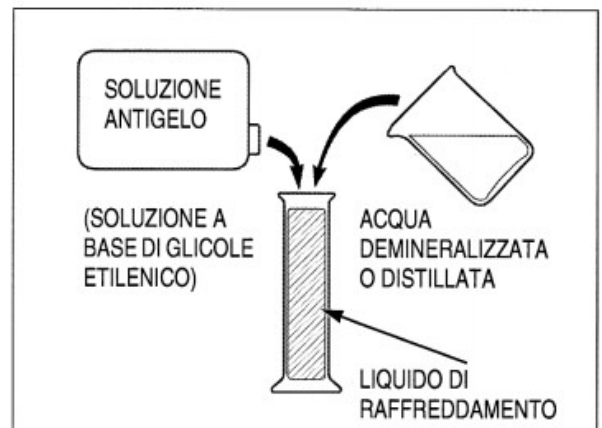 SOLUZIONE
ANTIGELO
(SOLUZIONE A
BASE DI GLICOLE
ETILENICO)
ACQUA
DEMINERALIZZATA
O DISTILLATA
LIQUIDO DI
RAFFREDDAMENTO